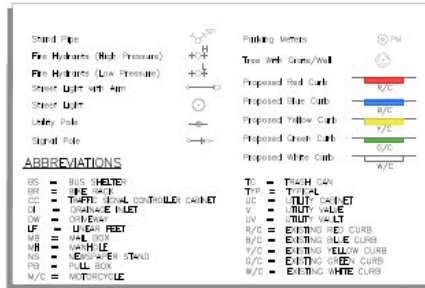 Stand Pipe
SP
Fire Hydrants (High Pressure)
H
Fire Hydrants (Low Pressure)
L
Street Light with Arm
Street Light
Utility Pole
Signal Pole
Parking Meters
PM
Tree With Grate/Well
Proposed Red Curb
R/C
Proposed Blue Curb
B/C
Proposed Yellow Curb
Y/C
Proposed Green Curb
G/C
Proposed White Curb
W/C
ABBREVIATIONS
BS = BUS SHELTER
BR = BIKE RACK
CC = TRAFFIC SIGNAL CONTROLLER CABINET
DI = DRAINAGE INLET
DW = DRIVEWAY
LF = LINEAR FEET
MB = MAIL BOX
MH = MANHOLE
NS = NEWSPAPER STAND
PB = PULL BOX
M/C = MOTORCYCLE
TC = TRASH CAN
TYP. = TYPICAL
UC = UTILITY CABINET
V = UTILITY VALVE
UV = UTILITY VAULT
R/C = EXISTING RED CURB
B/C = EXISTING BLUE CURB
Y/C = EXISTING YELLOW CURB
G/C = EXISTING GREEN CURB
W/C = EXISTING WHITE CURB